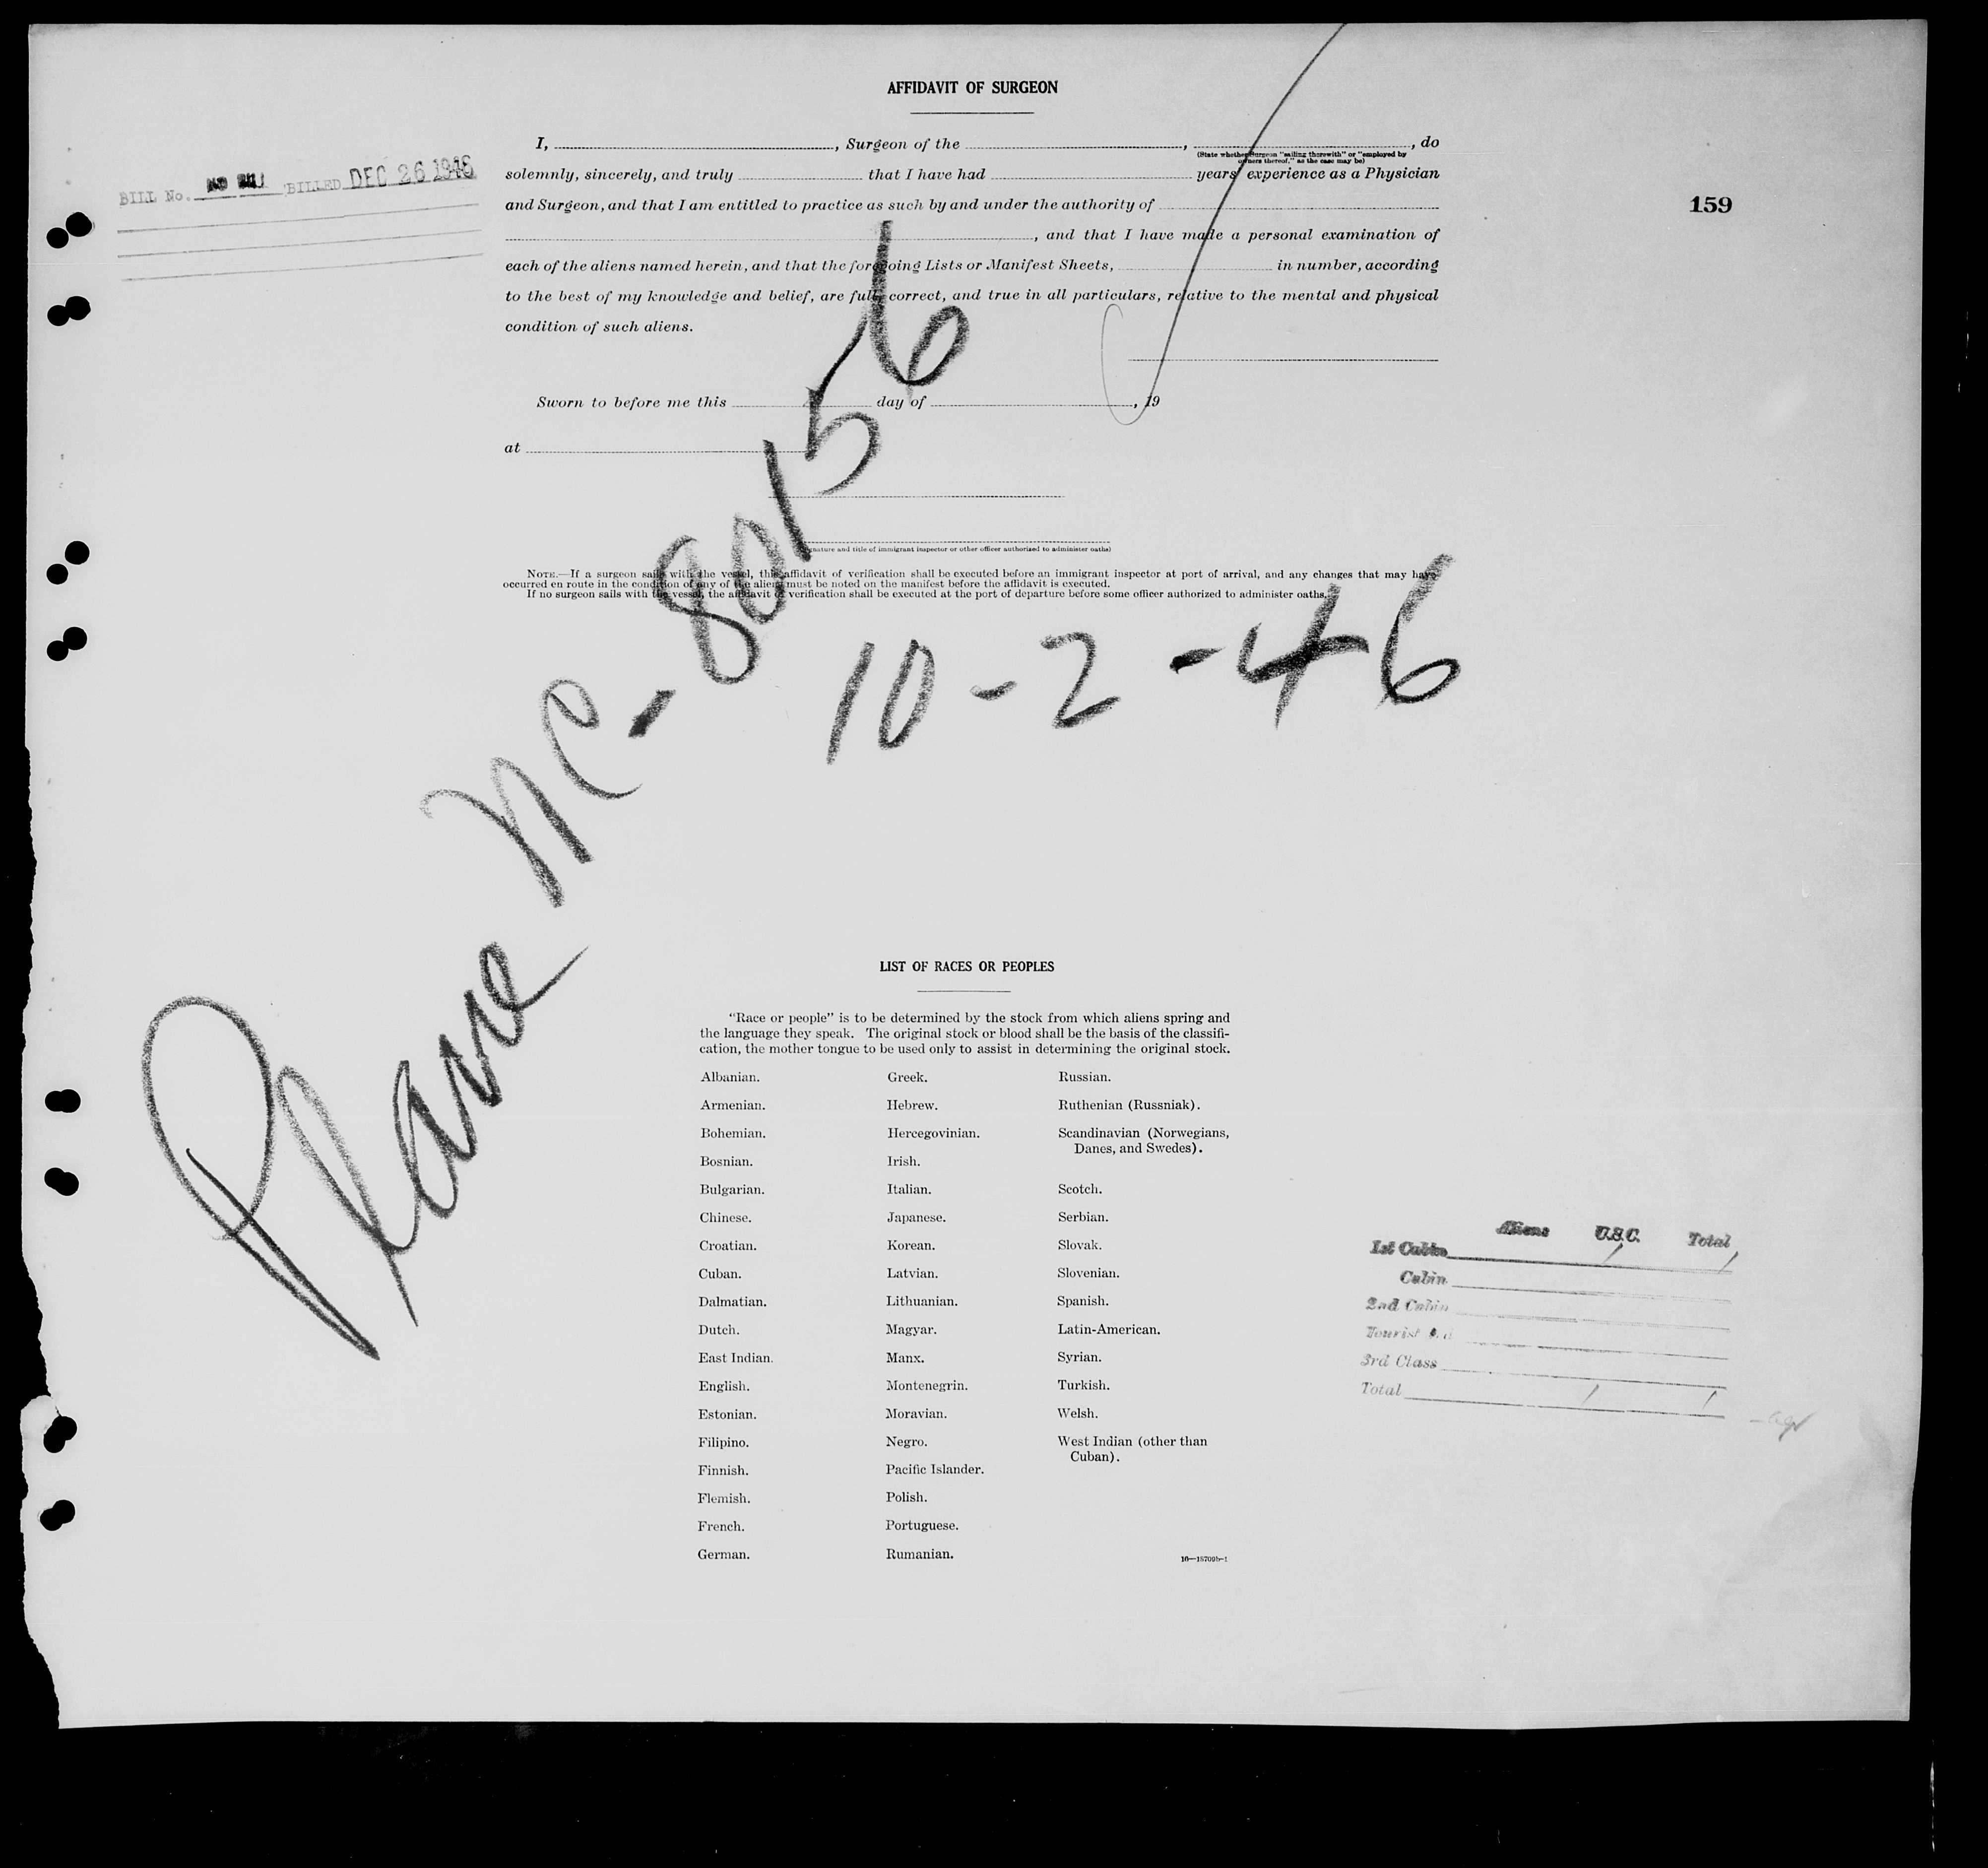 AFFIDAVIT OF SURGEON
I, , Surgeon of the , , do
(State whether Surgeon "sailing therewith" or "employed by
owners thereof," as the case may be)
BILL No. BILLED DEC 26 1946
solemnly, sincerely, and truly that I have had years' experience as a Physician
and Surgeon, and that I am entitled to practice as such by and under the authority of
159
, and that I have made a personal examination of
each of the aliens named herein, and that the foregoing Lists or Manifest Sheets, in number, according
to the best of my knowledge and belief, are full, correct, and true in all particulars, relative to the mental and physical
condition of such aliens.
Sworn to before me this day of , 19
at
(Signature and title of immigrant inspector or other officer authorized to administer oaths)
NOTE.—If a surgeon sails with the vessel, this affidavit of verification shall be executed before an immigrant inspector at port of arrival, and any changes that may have
occurred en route in the condition of any of the aliens must be noted on the manifest before the affidavit is executed.
If no surgeon sails with the vessel, the affidavit of verification shall be executed at the port of departure before some officer authorized to administer oaths.
Plane NC-80156
10-2-46
LIST OF RACES OR PEOPLES
"Race or people" is to be determined by the stock from which aliens spring and
the language they speak. The original stock or blood shall be the basis of the classifi-
cation, the mother tongue to be used only to assist in determining the original stock.
Albanian.
Armenian.
Bohemian.
Bosnian.
Bulgarian.
Chinese.
Croatian.
Cuban.
Dalmatian.
Dutch.
East Indian.
English.
Estonian.
Filipino.
Finnish.
Flemish.
French.
German.
Greek.
Hebrew.
Hercegovinian.
Irish.
Italian.
Japanese.
Korean.
Latvian.
Lithuanian.
Magyar.
Manx.
Montenegrin.
Moravian.
Negro.
Pacific Islander.
Polish.
Portuguese.
Rumanian.
Russian.
Ruthenian (Russniak).
Scandinavian (Norwegians,
Danes, and Swedes).
Scotch.
Serbian.
Slovak.
Slovenian.
Spanish.
Latin-American.
Syrian.
Turkish.
Welsh.
West Indian (other than
Cuban).
Aliens U.S.C. Total
1st Cabin 1 1
Cabin
2nd Cabin
Tourist
3rd Class
Total 1 1